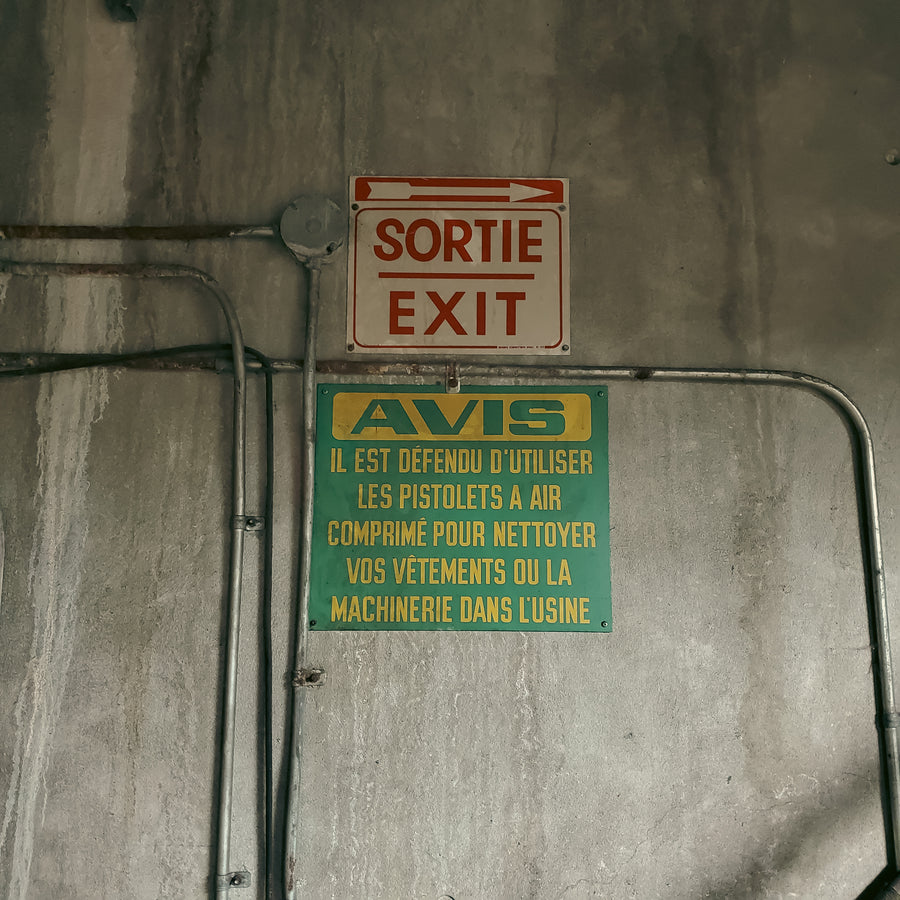 SORTIE
EXIT
AVIS
IL EST DÉFENDU D'UTILISER
LES PISTOLETS A AIR
COMPRIMÉ POUR NETTOYER
VOS VÊTEMENTS OU LA
MACHINERIE DANS L'USINE